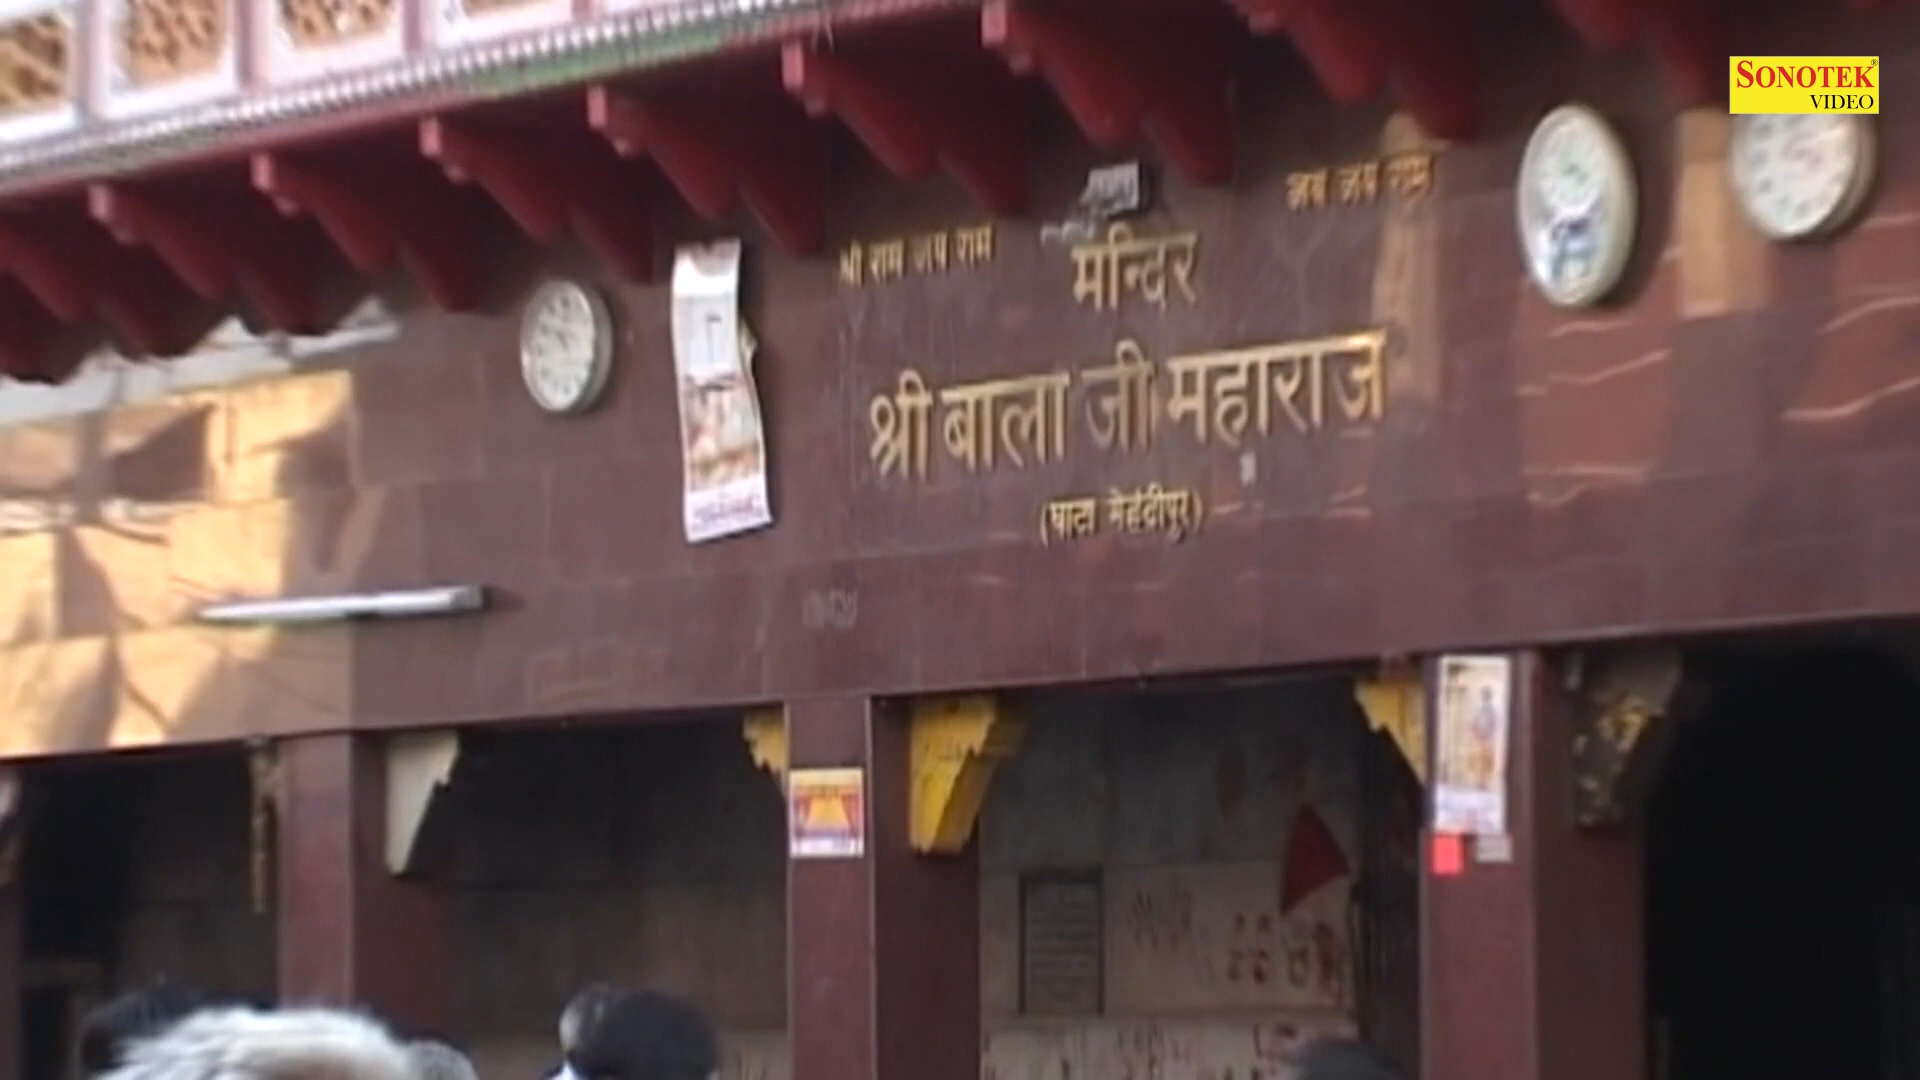 SONOTEK®
VIDEO
श्री राम जय राम
जय जय राम
मन्दिर
श्री बाला जी महाराज
(घाटा मेहंदीपुर)